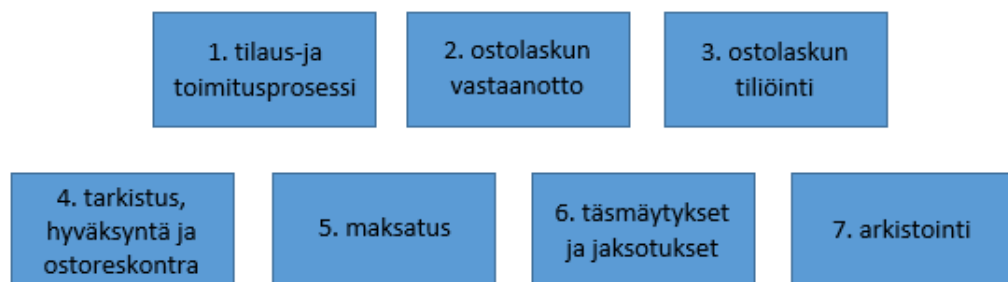 1. tilaus-ja
toimitusprosessi
2. ostolaskun
vastaanotto
3. ostolaskun
tiliöinti
4. tarkistus,
hyväksyntä ja
ostoreskontra
5. maksatus
6. täsmäytykset
ja jaksotukset
7. arkistointi